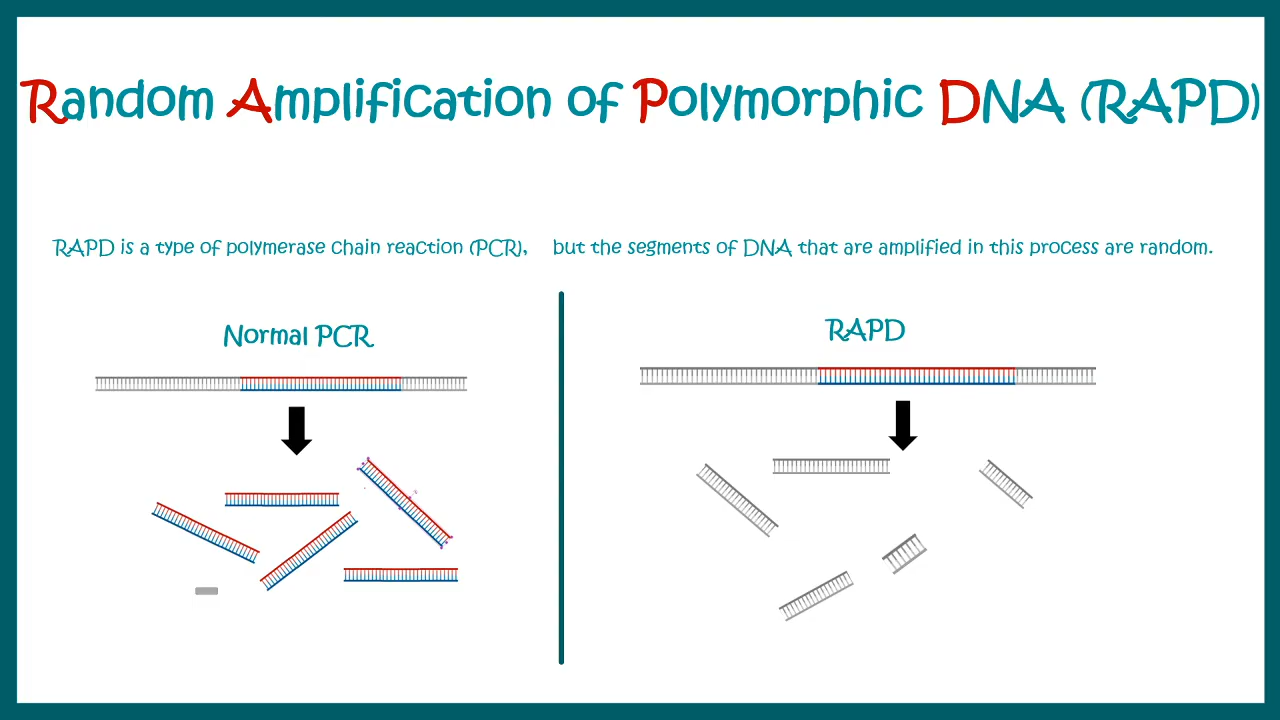 Random Amplification of Polymorphic DNA (RAPD)
RAPD is a type of polymerase chain reaction (PCR), but the segments of DNA that are amplified in this process are random.
Normal PCR
RAPD